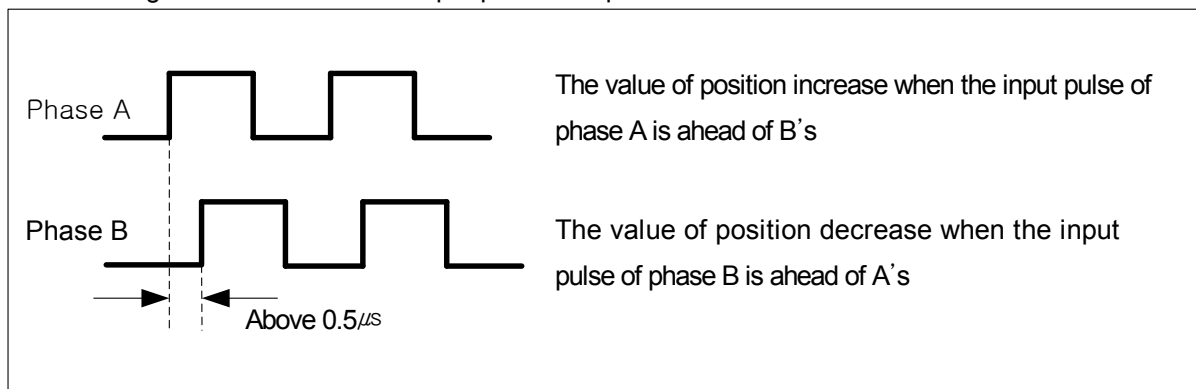 Phase A
The value of position increase when the input pulse of
phase A is ahead of B's
Phase B
The value of position decrease when the input
pulse of phase B is ahead of A's
Above 0.5㎲